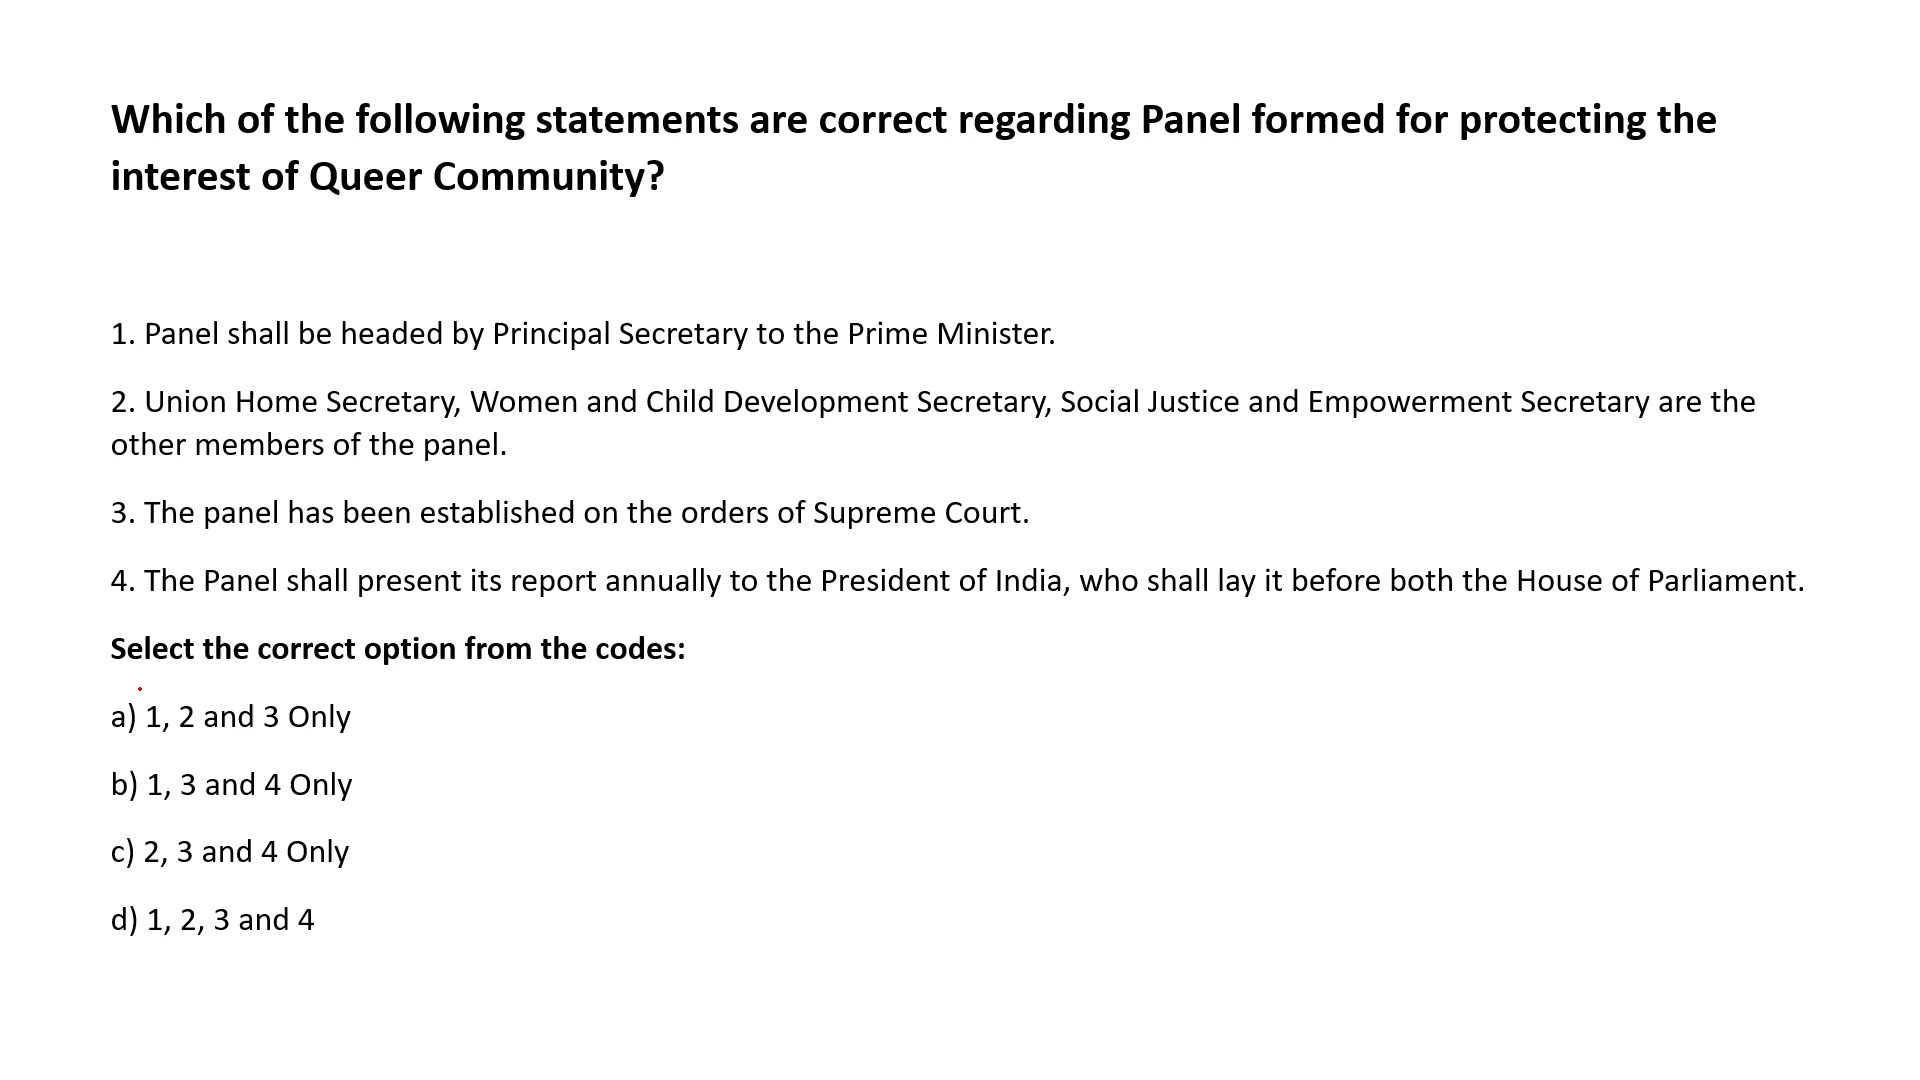 Which of the following statements are correct regarding Panel formed for protecting the
interest of Queer Community?
1. Panel shall be headed by Principal Secretary to the Prime Minister.
2. Union Home Secretary, Women and Child Development Secretary, Social Justice and Empowerment Secretary are the
other members of the panel.
3. The panel has been established on the orders of Supreme Court.
4. The Panel shall present its report annually to the President of India, who shall lay it before both the House of Parliament.
Select the correct option from the codes:
a) 1, 2 and 3 Only
b) 1, 3 and 4 Only
c) 2, 3 and 4 Only
d) 1, 2, 3 and 4